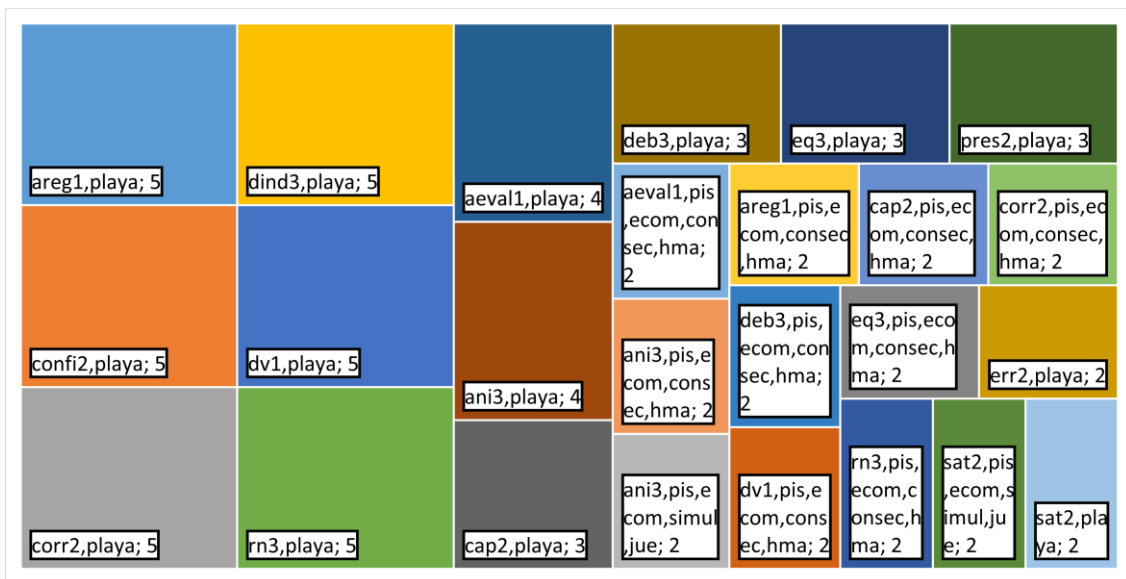 areg1,playa; 5
confi2,playa; 5
corr2,playa; 5
dind3,playa; 5
dv1,playa; 5
rn3,playa; 5
aeval1,playa; 4
ani3,playa; 4
cap2,playa; 3
deb3,playa; 3
eq3,playa; 3
pres2,playa; 3
aeval1,pis
,ecom,con
sec,hma;
2
areg1,pis,e
com,consec
,hma; 2
cap2,pis,ec
om,consec,
hma; 2
corr2,pis,ec
om,consec,
hma; 2
ani3,pis,e
com,cons
ec,hma; 2
deb3,pis,
ecom,con
sec,hma;
2
eq3,pis,eco
m,consec,h
ma; 2
err2,playa; 2
ani3,pis,e
com,simul
,jue; 2
dv1,pis,e
com,cons
ec,hma; 2
rn3,pis,
ecom,c
onsec,h
ma; 2
sat2,pis
,ecom,s
imul,ju
e; 2
sat2,pla
ya; 2